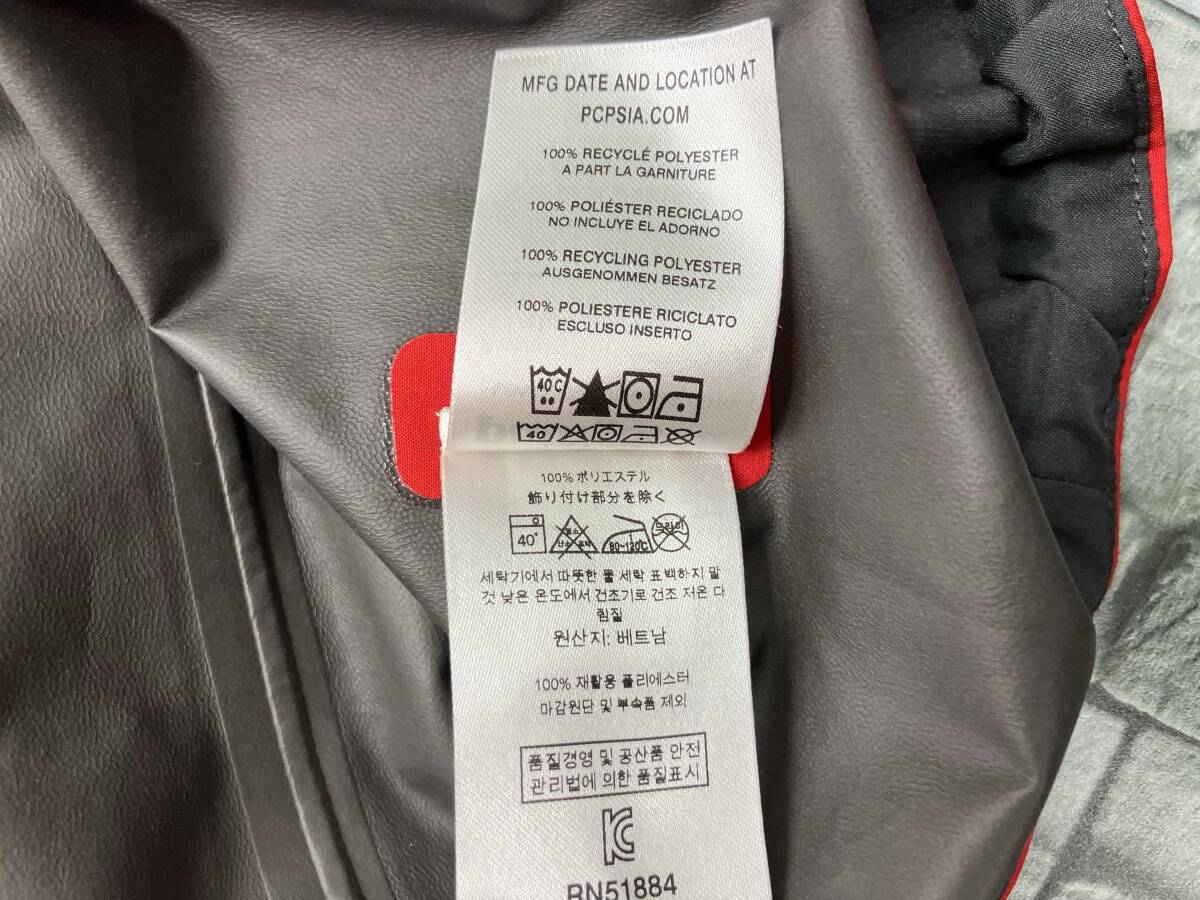 MFG DATE AND LOCATION AT
PCPSIA.COM
100% RECYCLÉ POLYESTER
A PART LA GARNITURE
100% POLIÉSTER RECICLADO
NO INCLUYE EL ADORNO
100% RECYCLING POLYESTER
AUSGENOMMEN BESATZ
100% POLIESTERE RICICLATO
ESCLUSO INSERTO
40 C
40
100% ポリエステル
飾り付け部分を除く
40°
80~120°C
세탁기에서 따뜻한 물 세탁 표백하지 말
것 낮은 온도에서 건조기로 건조 저온 다
림질
원산지: 베트남
100% 재활용 폴리에스터
마감원단 및 부속품 제외
품질경영 및 공산품 안전
관리법에 의한 품질표시
RN51884